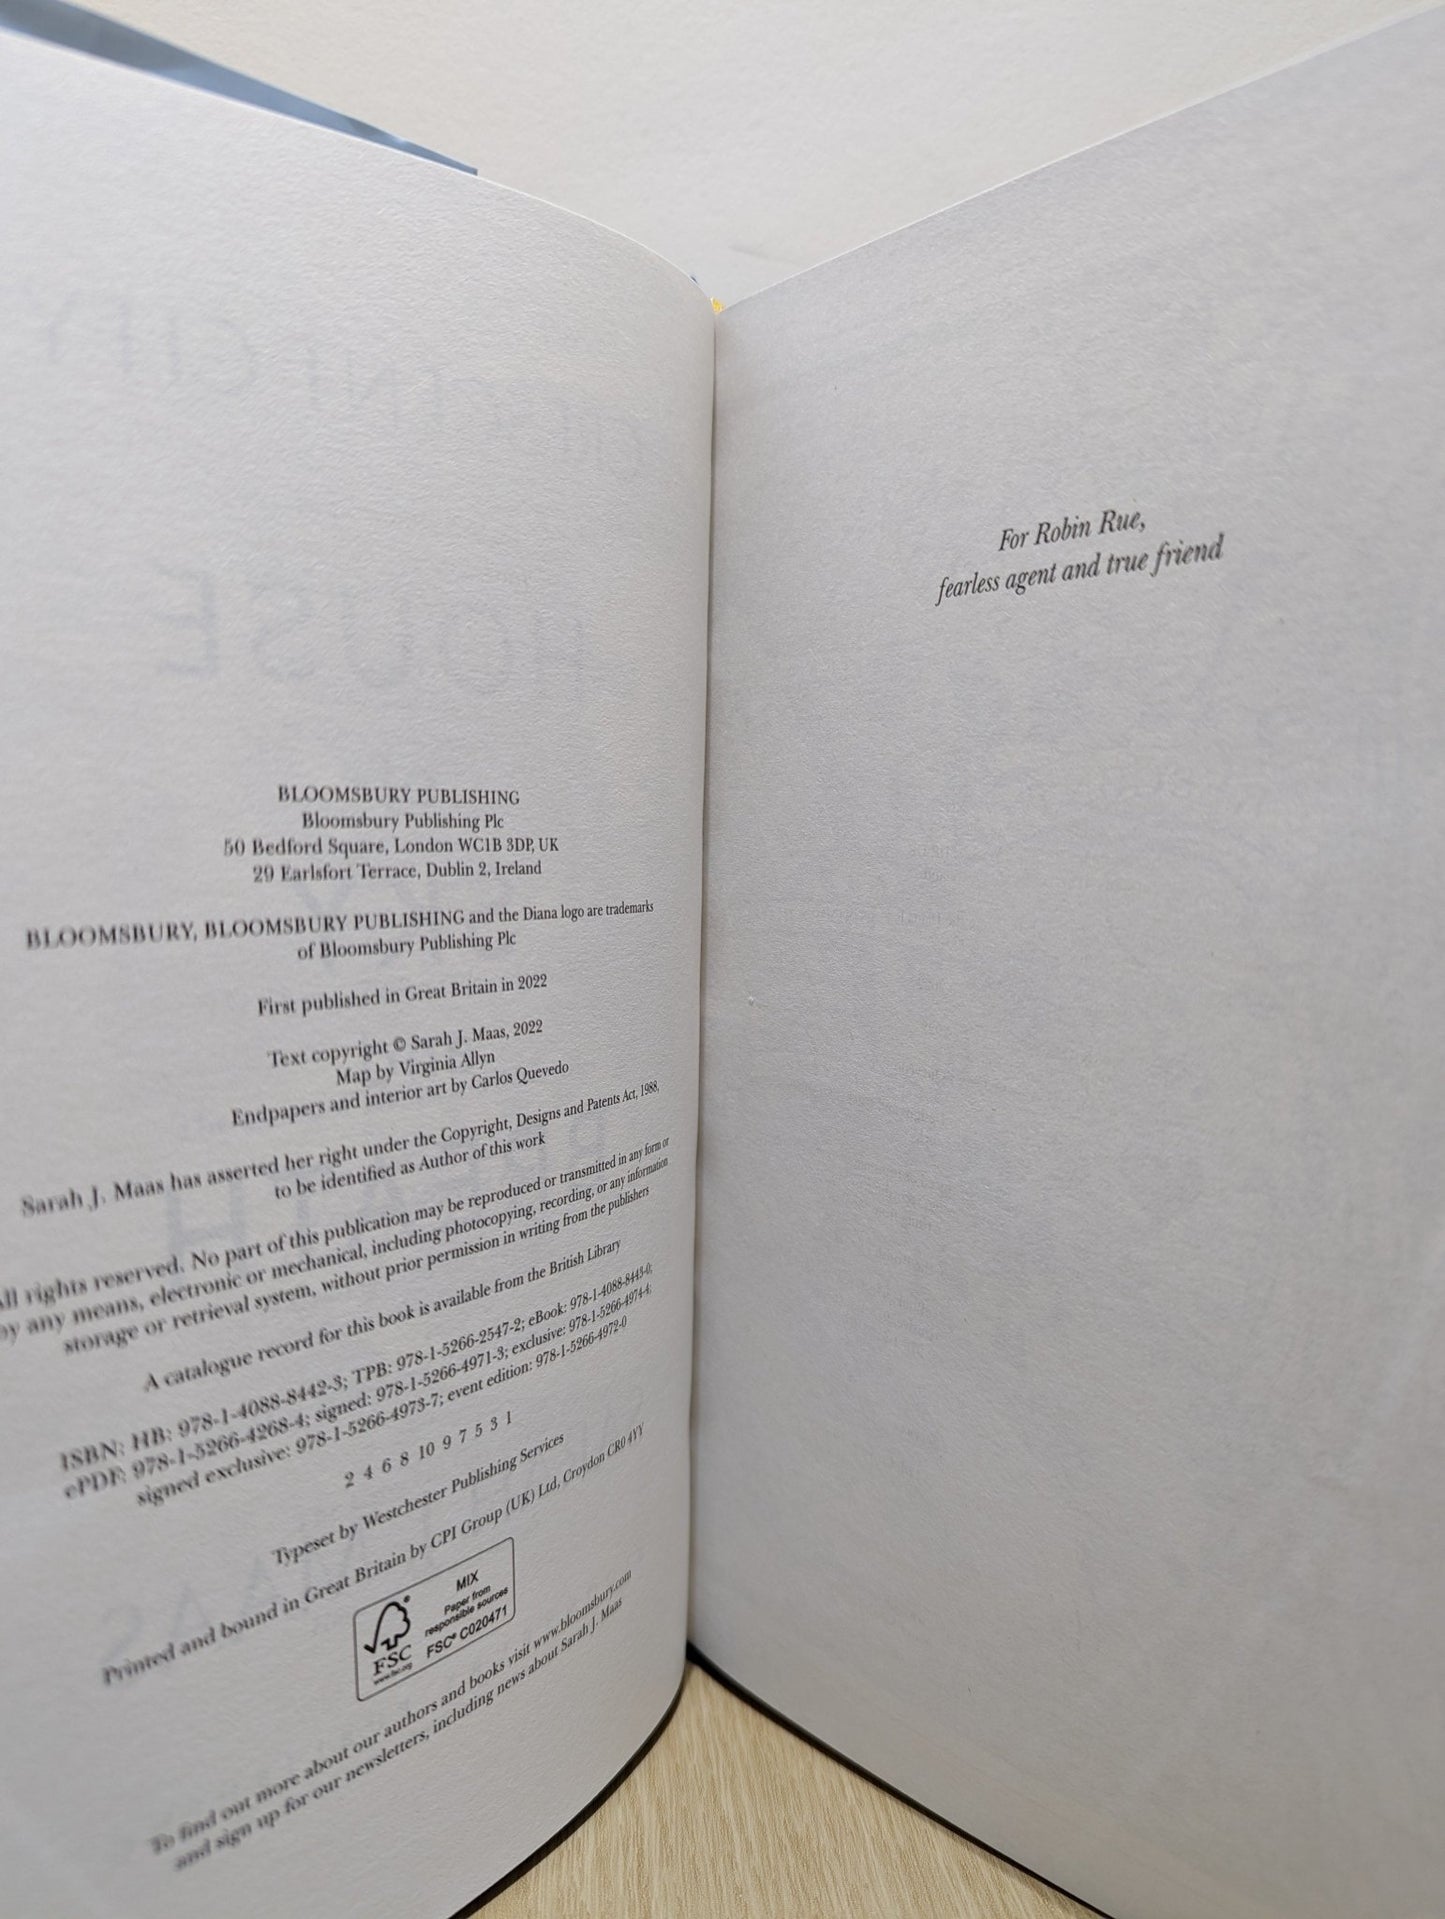 BLOOMSBURY PUBLISHING
Bloomsbury Publishing Plc
50 Bedford Square, London WC1B 3DP, UK
29 Earlsfort Terrace, Dublin 2, Ireland
BLOOMSBURY, BLOOMSBURY PUBLISHING and the Diana logo are trademarks
of Bloomsbury Publishing Plc
First published in Great Britain in 2022
Text copyright © Sarah J. Maas, 2022
Map by Virginia Allyn
Endpapers and interior art by Carlos Quevedo
Sarah J. Maas has asserted her right under the Copyright, Designs and Patents Act, 1988,
to be identified as Author of this work
All rights reserved. No part of this publication may be reproduced or transmitted in any form or
by any means, electronic or mechanical, including photocopying, recording, or any information
storage or retrieval system, without prior permission in writing from the publishers
A catalogue record for this book is available from the British Library
ISBN: HB: 978-1-4088-8442-3; TPB: 978-1-5266-2547-2; eBook: 978-1-4088-8443-0;
ePDF: 978-1-5266-4268-4; signed: 978-1-5266-4971-3; exclusive: 978-1-5266-4974-4;
signed exclusive: 978-1-5266-4973-7; event edition: 978-1-5266-4972-0
2 4 6 8 10 9 7 5 3 1
Typeset by Westchester Publishing Services
Printed and bound in Great Britain by CPI Group (UK) Ltd, Croydon CR0 4YY
FSC
www.fsc.org
MIX
Paper from
responsible sources
FSC® C020471
To find out more about our authors and books visit www.bloomsbury.com
and sign up for our newsletters, including news about Sarah J. Maas
For Robin Rue,
fearless agent and true friend